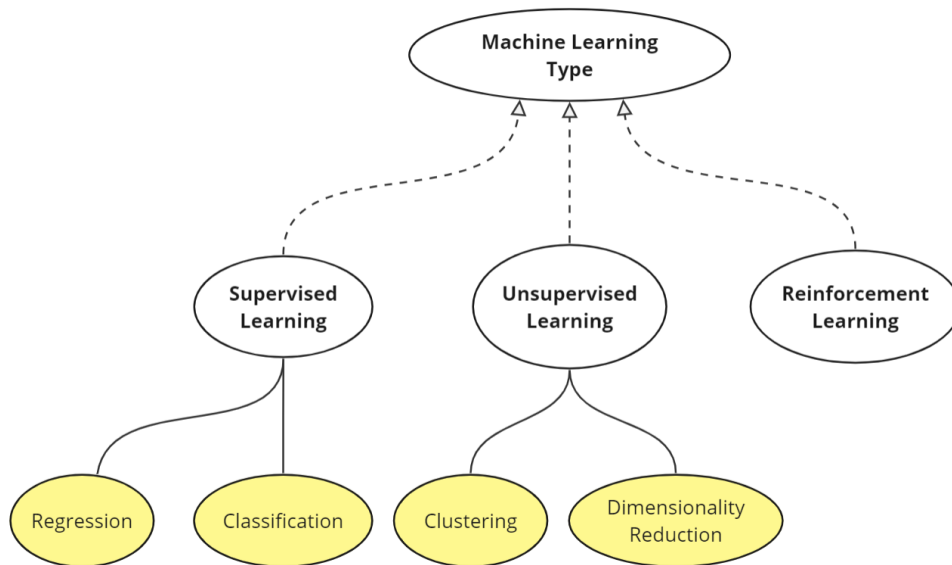 Machine Learning
Type
Supervised
Learning
Unsupervised
Learning
Reinforcement
Learning
Regression
Classification
Clustering
Dimensionality
Reduction